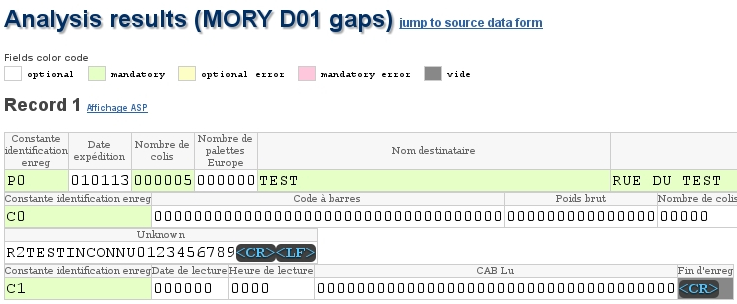 Analysis results (MORY D01 gaps) jump to source data form
Fields color code
optional mandatory optional error mandatory error vide
Record 1 Affichage ASP
Constante identification enreg Date expédition Nombre de colis Nombre de palettes Europe Nom destinataire
P0 010113 000005 000000 TEST RUE DU TEST
Constante identification enreg Code à barres Poids brut Nombre de colis
C0 00000000000000000000000000000000000 000000000000000 00000
Unknown
R2TESTINCONNU0123456789<CR><LF>
Constante identification enreg Date de lecture Heure de lecture CAB Lu Fin d'enreg
C1 000000 0000 00000000000000000000000000000000000 <CR>